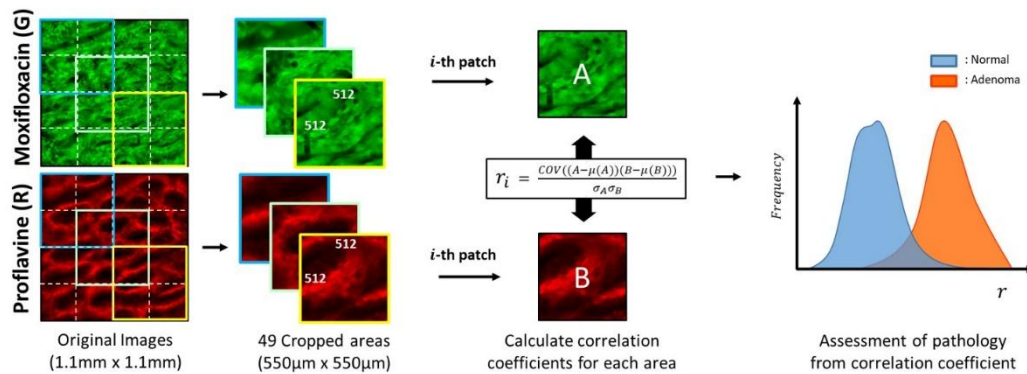 Moxifloxacin (G)
Proflavine (R)
Original Images
(1.1mm x 1.1mm)
512
512
512
512
49 Cropped areas
(550μm x 550μm)
i-th patch
i-th patch
A
r_i = COV((A−μ(A))(B−μ(B))) / σ_Aσ_B
B
Calculate correlation
coefficients for each area
: Normal
: Adenoma
Frequency
r
Assessment of pathology
from correlation coefficient